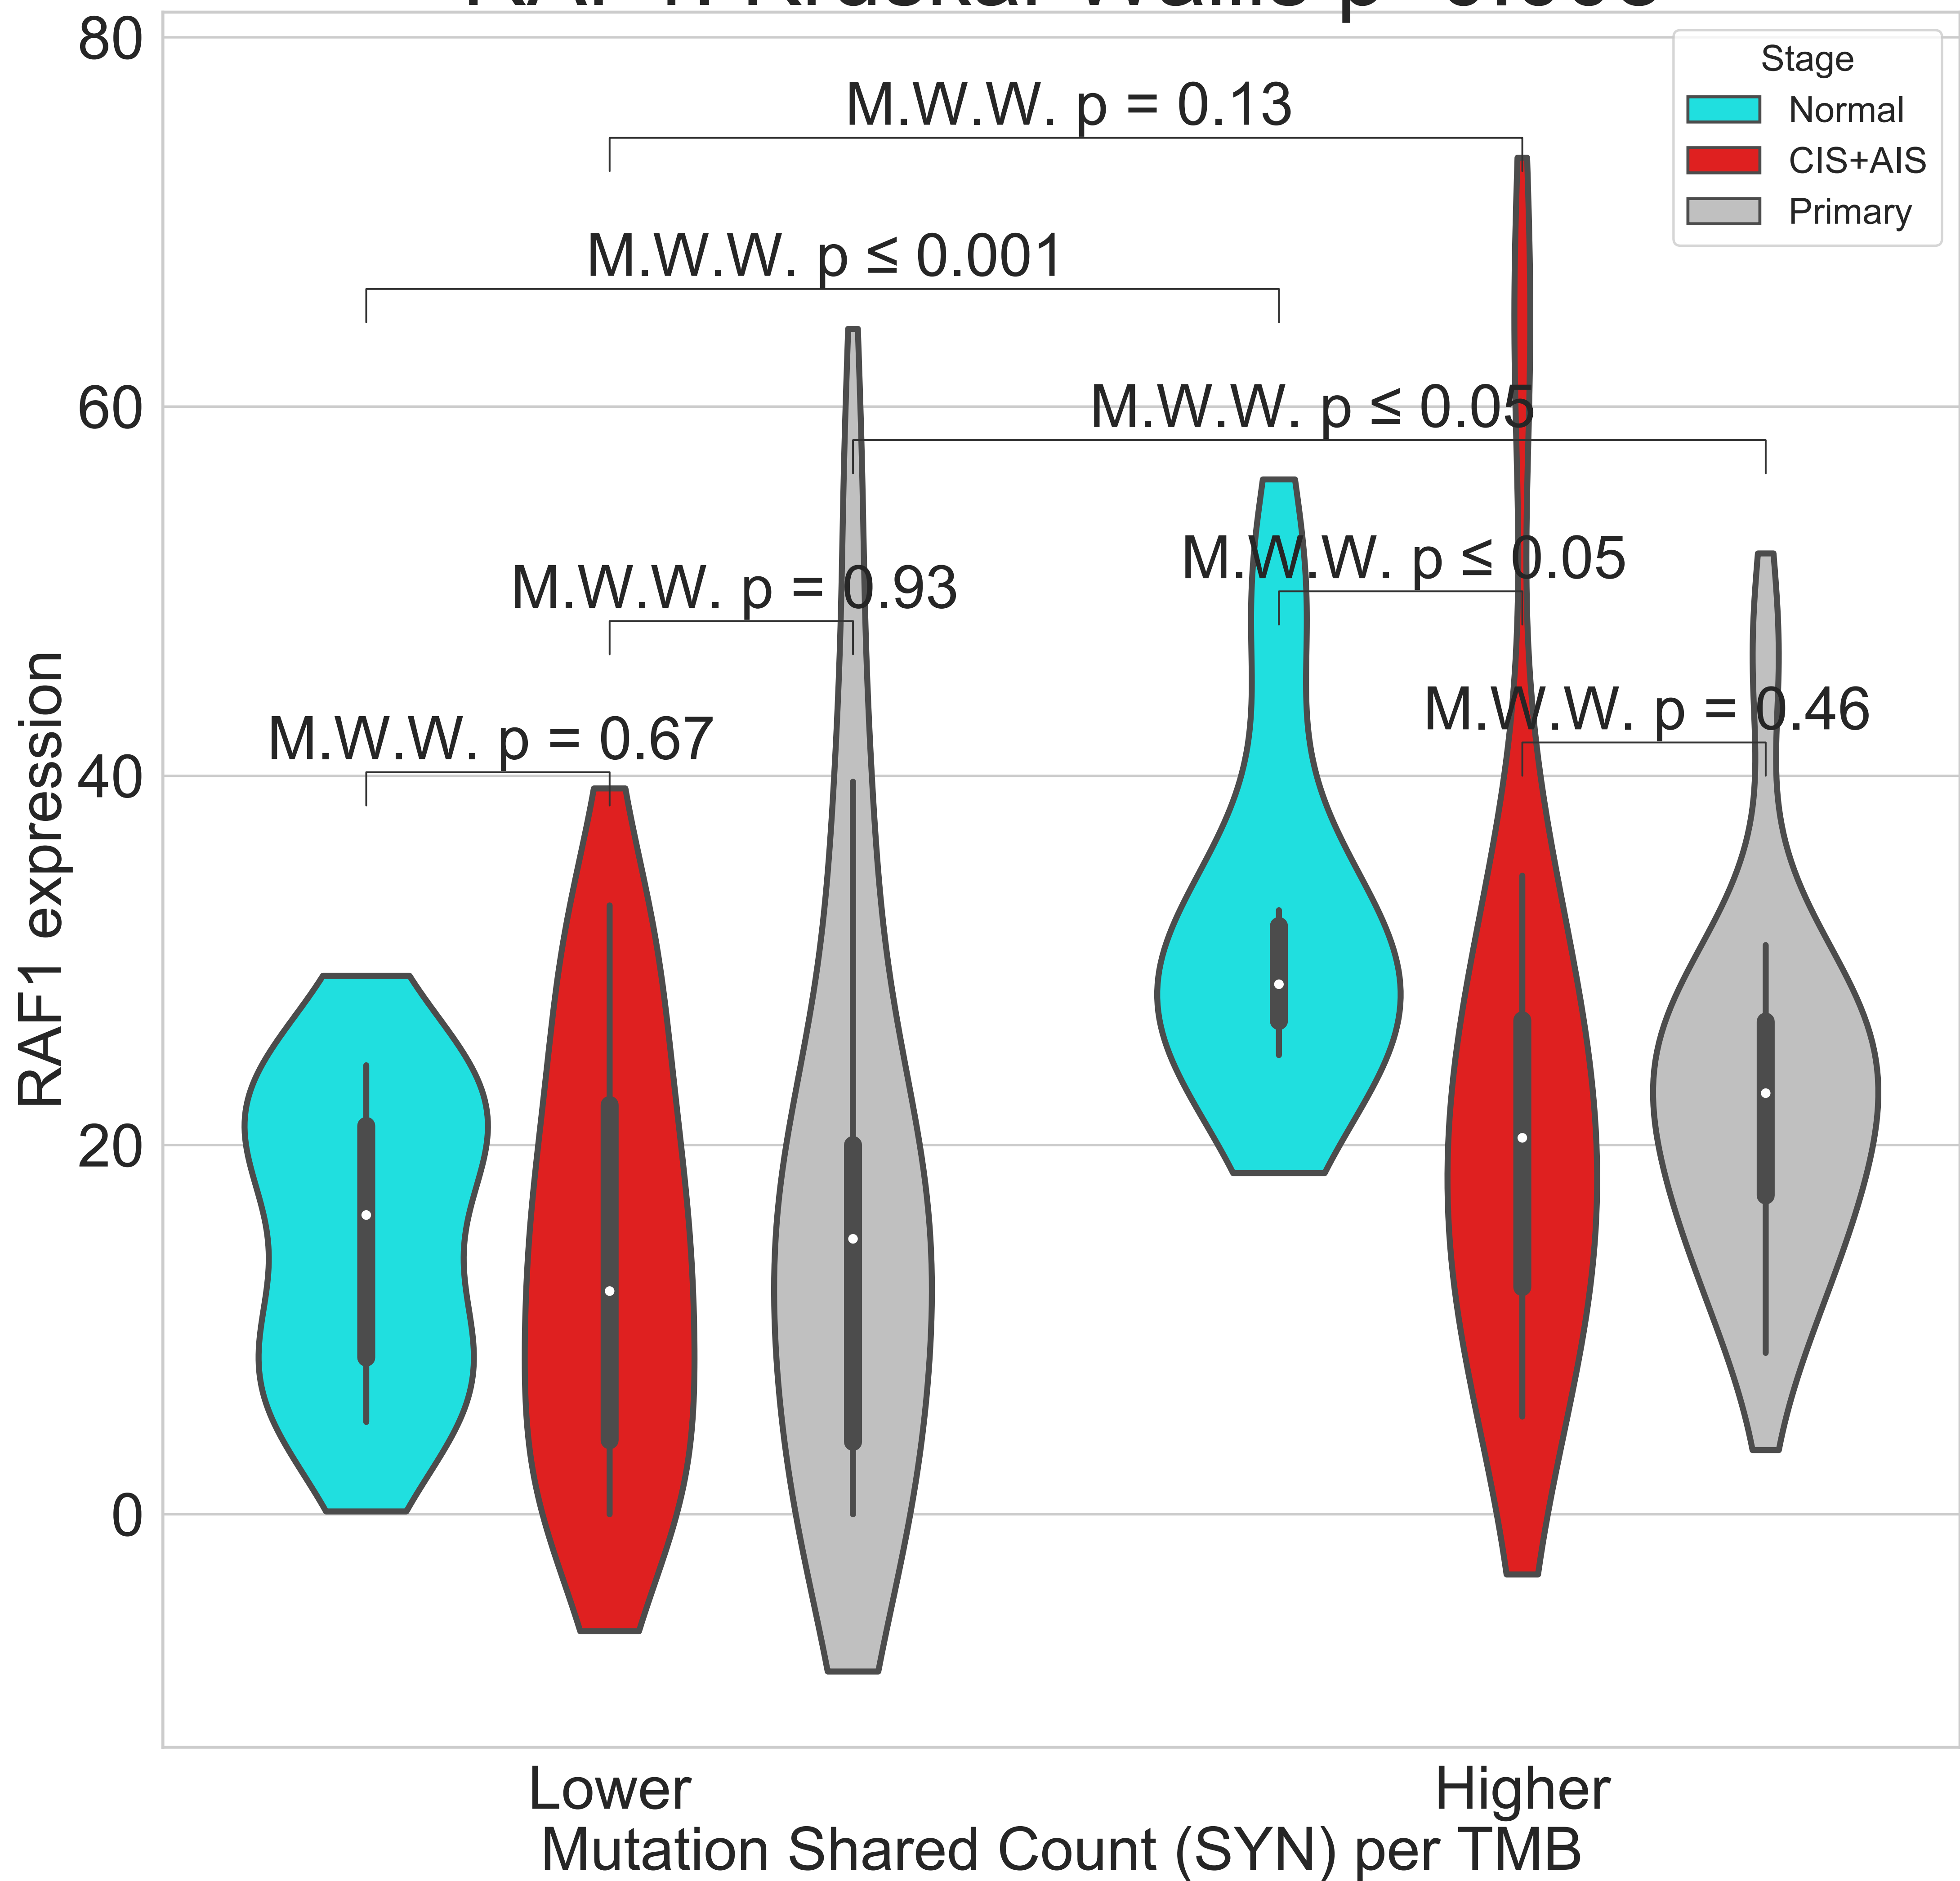 80
Stage
Normal
CIS+AIS
Primary
M.W.W. p = 0.13
M.W.W. p ≤ 0.001
60
M.W.W. p ≤ 0.05
M.W.W. p ≤ 0.05
M.W.W. p = 0.93
M.W.W. p = 0.46
M.W.W. p = 0.67
40
RAF1 expression
20
0
Lower
Higher
Mutation Shared Count (SYN) per TMB